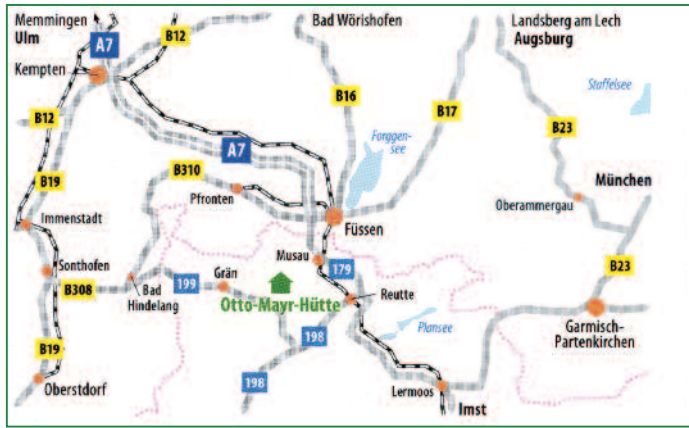 Memmingen
Ulm
Bad Wörishofen
Landsberg am Lech
Augsburg
B12
A7
Kempten
Staffelsee
B16
B17
B12
B23
Forggen-
see
A7
B310
B19
München
Pfronten
Oberammergau
Immenstadt
Füssen
Musau
Sonthofen
179
B23
Grän
199
B308
Bad
Hindelang
Otto-Mayr-Hütte
Reutte
Plansee
Garmisch-
Partenkirchen
198
B19
198
Oberstdorf
Lermoos
Imst